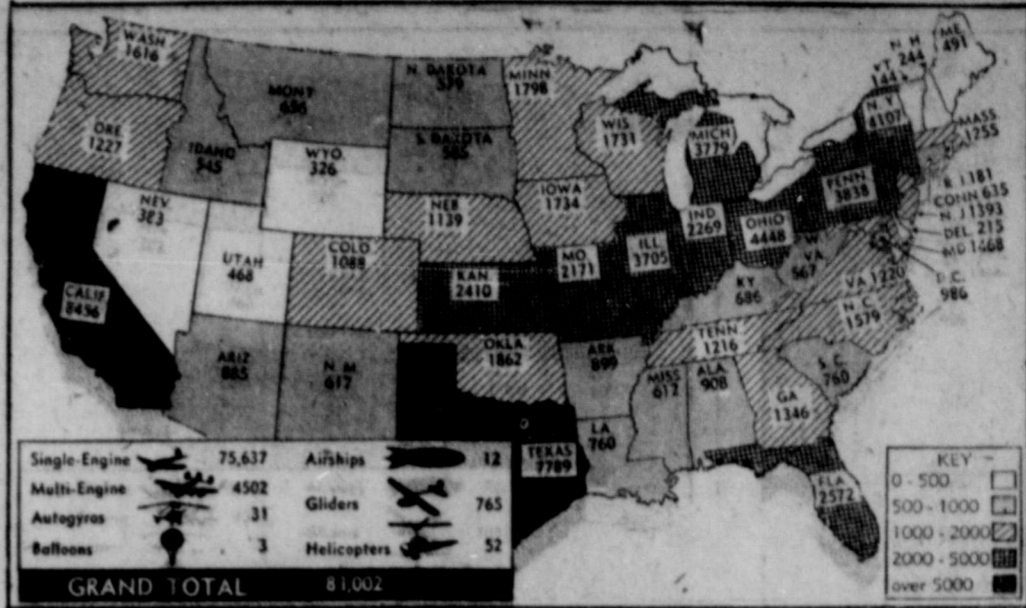 WASH
1616
ORE
1227
IDAHO
545
MONT
686
WYO.
326
NEV.
383
UTAH
468
CALIF
8456
ARIZ
885
N. M.
617
COLO
1088
N. DAKOTA
579
S. DAKOTA
585
NEB
1139
KAN
2410
OKLA
1862
TEXAS
7789
MINN
1798
IOWA
1734
MO.
2171
ARK
899
LA
760
WIS
1731
ILL.
3705
MICH
3779
IND
2269
OHIO
4448
KY
686
TENN
1216
MISS
612
ALA
908
GA
1346
FLA
2572
S. C.
760
N.C.
1579
VA 1220
W.
VA
667
PENN.
3838
N. Y.
4107
VT.
144
N. H.
244
ME.
491
MASS
1255
R. I 181
CONN 635
N. J 1393
DEL. 215
MD 1468
D.C.
986
Single-Engine 75,637
Multi-Engine 4502
Autogyros 31
Balloons 3
Airships 12
Gliders 765
Helicopters 52
GRAND TOTAL 81,002
KEY
0 - 500
500 - 1000
1000 - 2000
2000 - 5000
over 5000